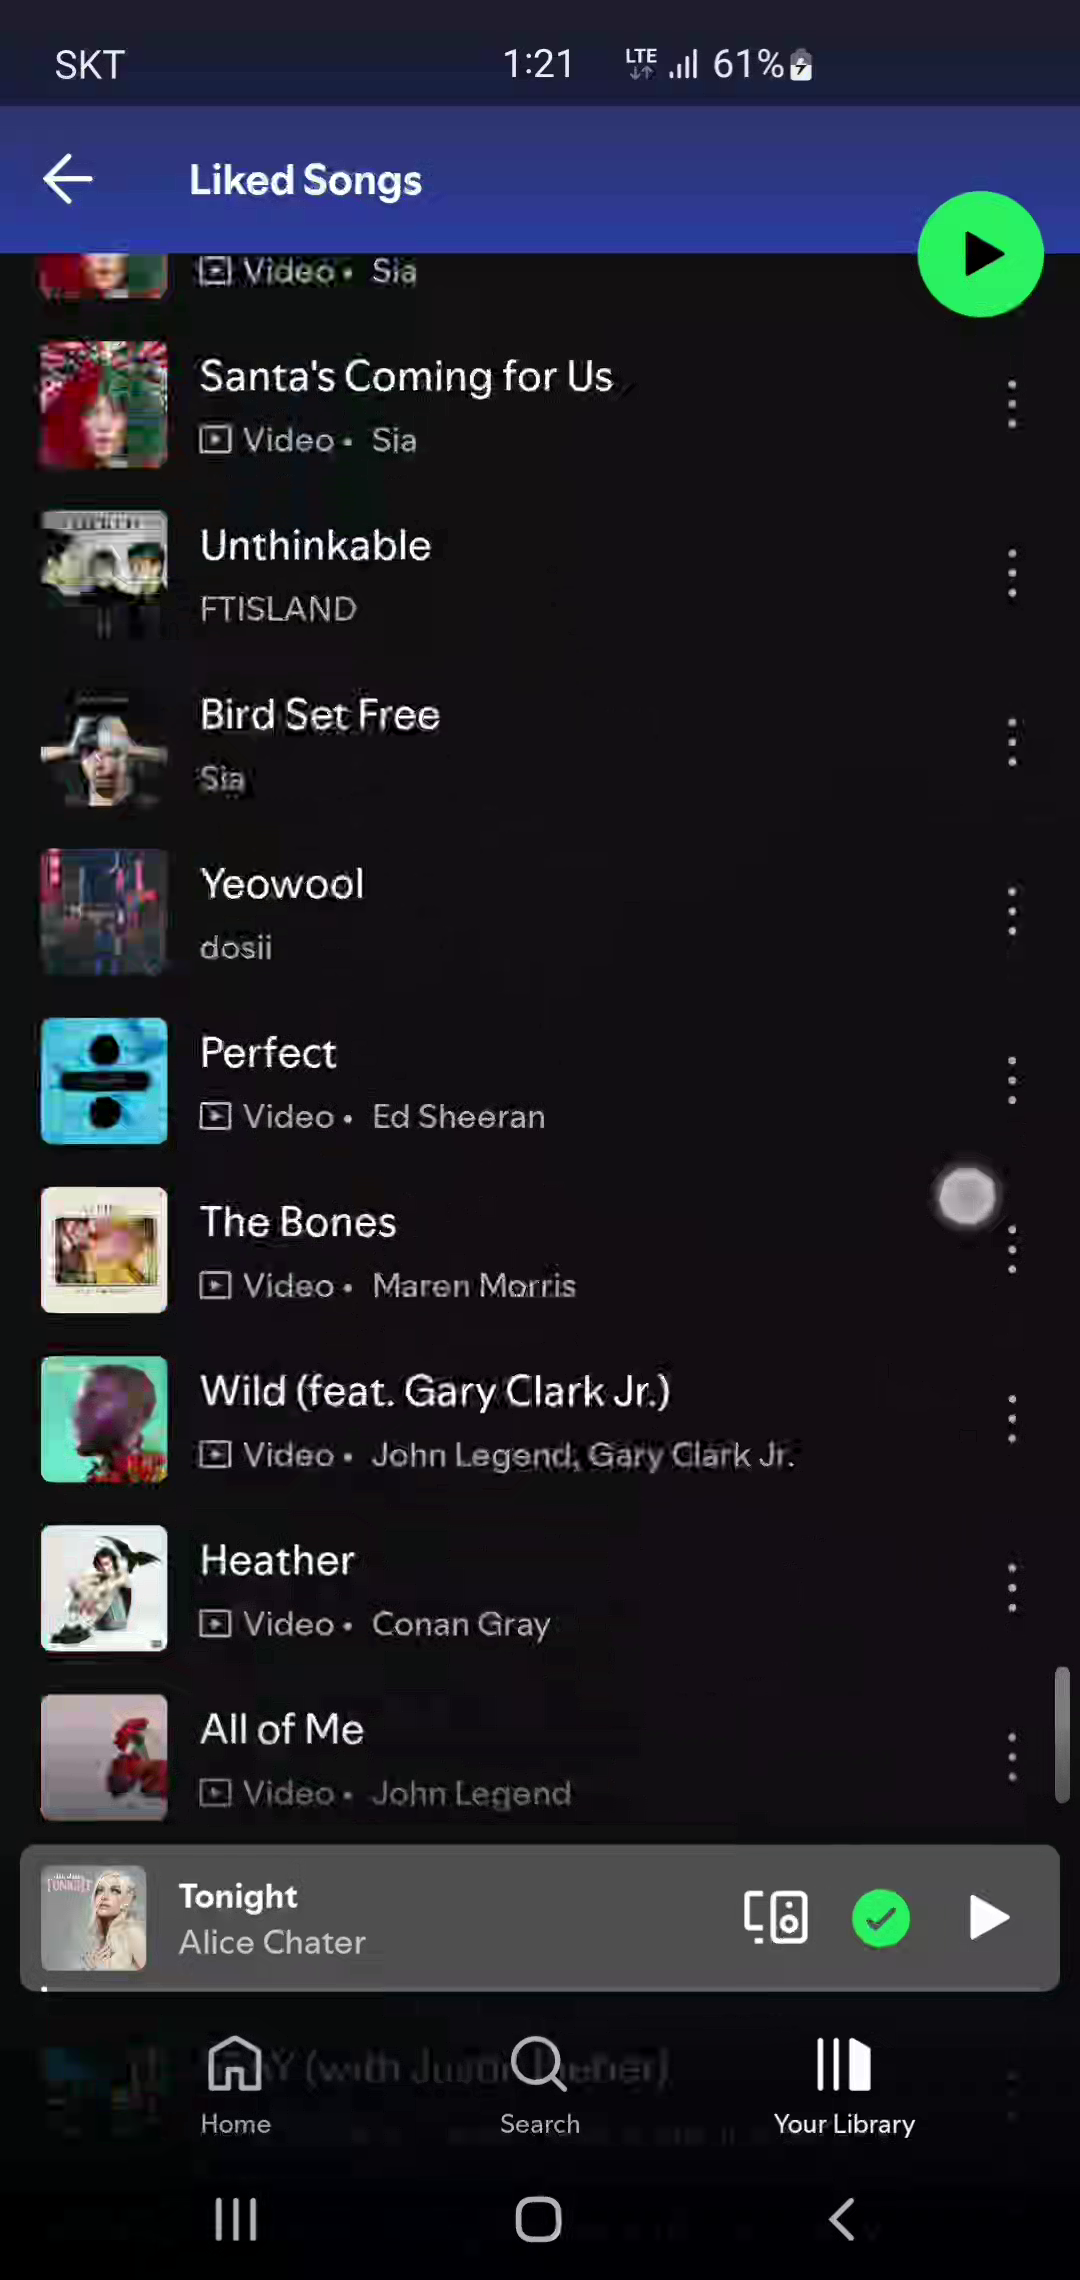 SKT 1:21 LTE 61%
Liked Songs
Video • Sia
Santa's Coming for Us
Video • Sia
Unthinkable
FTISLAND
Bird Set Free
Sia
Yeowool
dosii
Perfect
Video • Ed Sheeran
The Bones
Video • Maren Morris
Wild (feat. Gary Clark Jr.)
Video • John Legend, Gary Clark Jr.
Heather
Video • Conan Gray
All of Me
Video • John Legend
TONIGHT
Tonight
Alice Chater
(with Justin Bieber)
Home Search Your Library